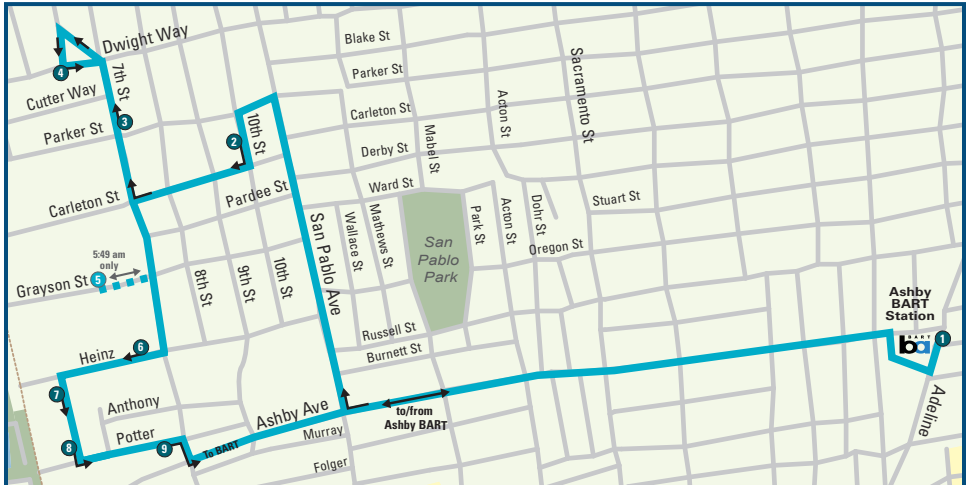 Dwight Way
7th St
4
Cutter Way
3
Parker St
Carleton St
2
10th St
Pardee St
Blake St
Parker St
Carleton St
Derby St
Ward St
Mabel St
Acton St
Sacramento St
Stuart St
Dohr St
Acton St
Park St
Oregon St
San
Pablo
Park
Mathews St
Wallace St
San Pablo Ave
5:49 am
only
5
Grayson St
8th St
9th St
10th St
Russell St
Burnett St
Ashby
BART
Station
BART
ba
1
Adeline
Heinz
6
7
Anthony
Potter
8
9
To BART
Ashby Ave
Murray
Folger
to/from
Ashby BART